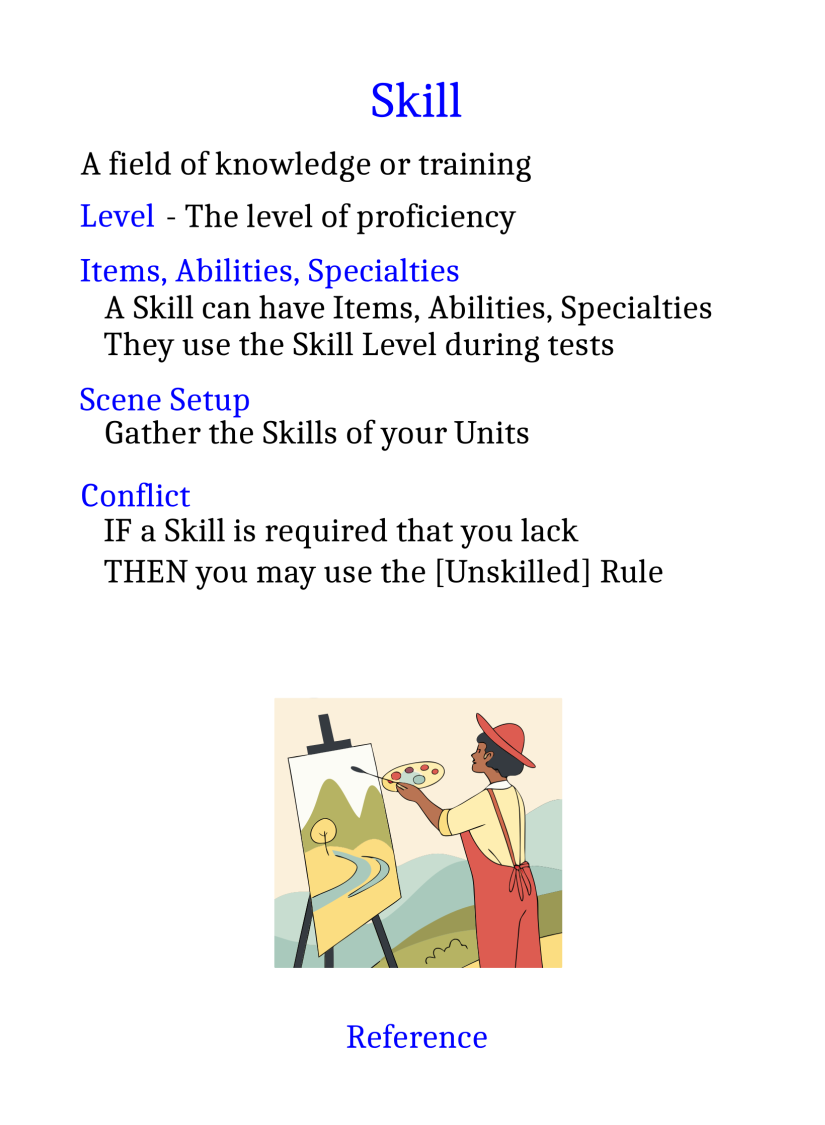 Skill
A field of knowledge or training
Level - The level of proficiency
Items, Abilities, Specialties
A Skill can have Items, Abilities, Specialties
They use the Skill Level during tests
Scene Setup
Gather the Skills of your Units
Conflict
IF a Skill is required that you lack
THEN you may use the [Unskilled] Rule
Reference